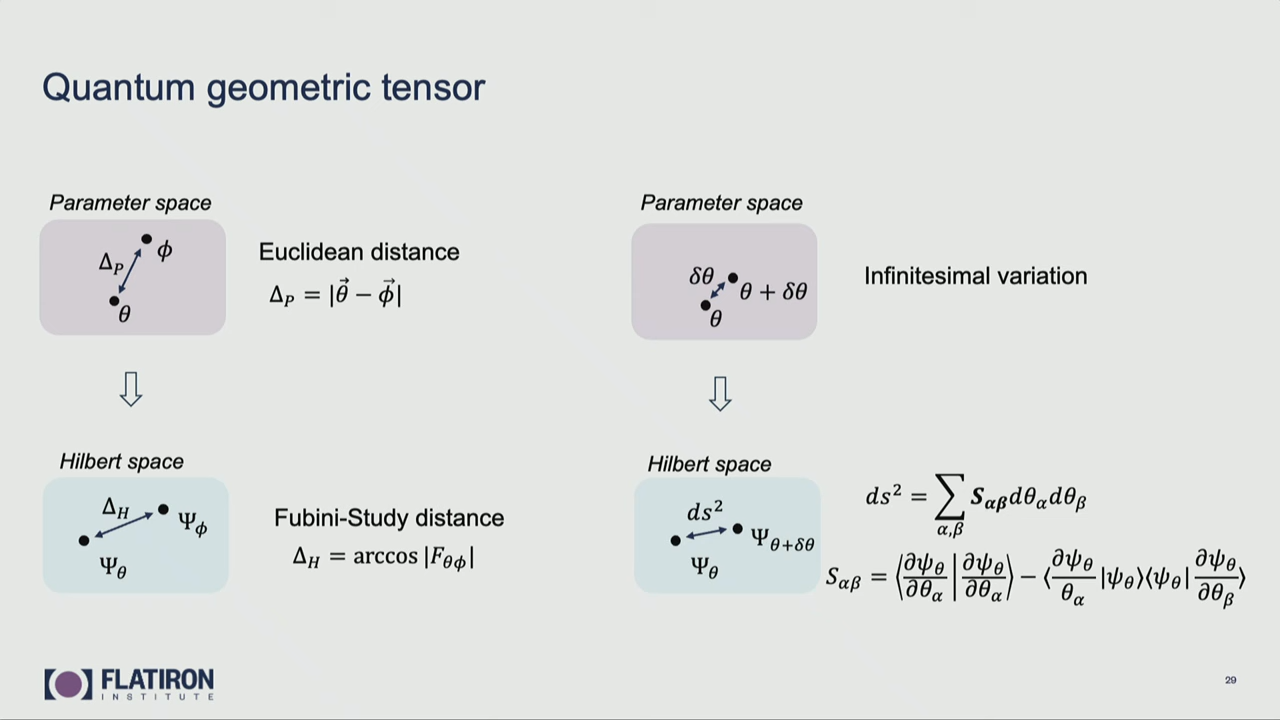 Quantum geometric tensor
Parameter space
ϕ
Δ_P
θ
Euclidean distance
Δ_P = |θ⃗ − ϕ⃗|
Hilbert space
Δ_H
Ψ_ϕ
Ψ_θ
Fubini-Study distance
Δ_H = arccos |F_θϕ|
Parameter space
δθ
θ + δθ
θ
Infinitesimal variation
Hilbert space
ds²
Ψ_θ+δθ
Ψ_θ
ds² = ∑_α,β S_αβ dθ_α dθ_β
S_αβ = ⟨∂ψ_θ/∂θ_α | ∂ψ_θ/∂θ_α⟩ − ⟨∂ψ_θ/θ_α |ψ_θ⟩⟨ψ_θ| ∂ψ_θ/∂θ_β⟩
FLATIRON
INSTITUTE
29